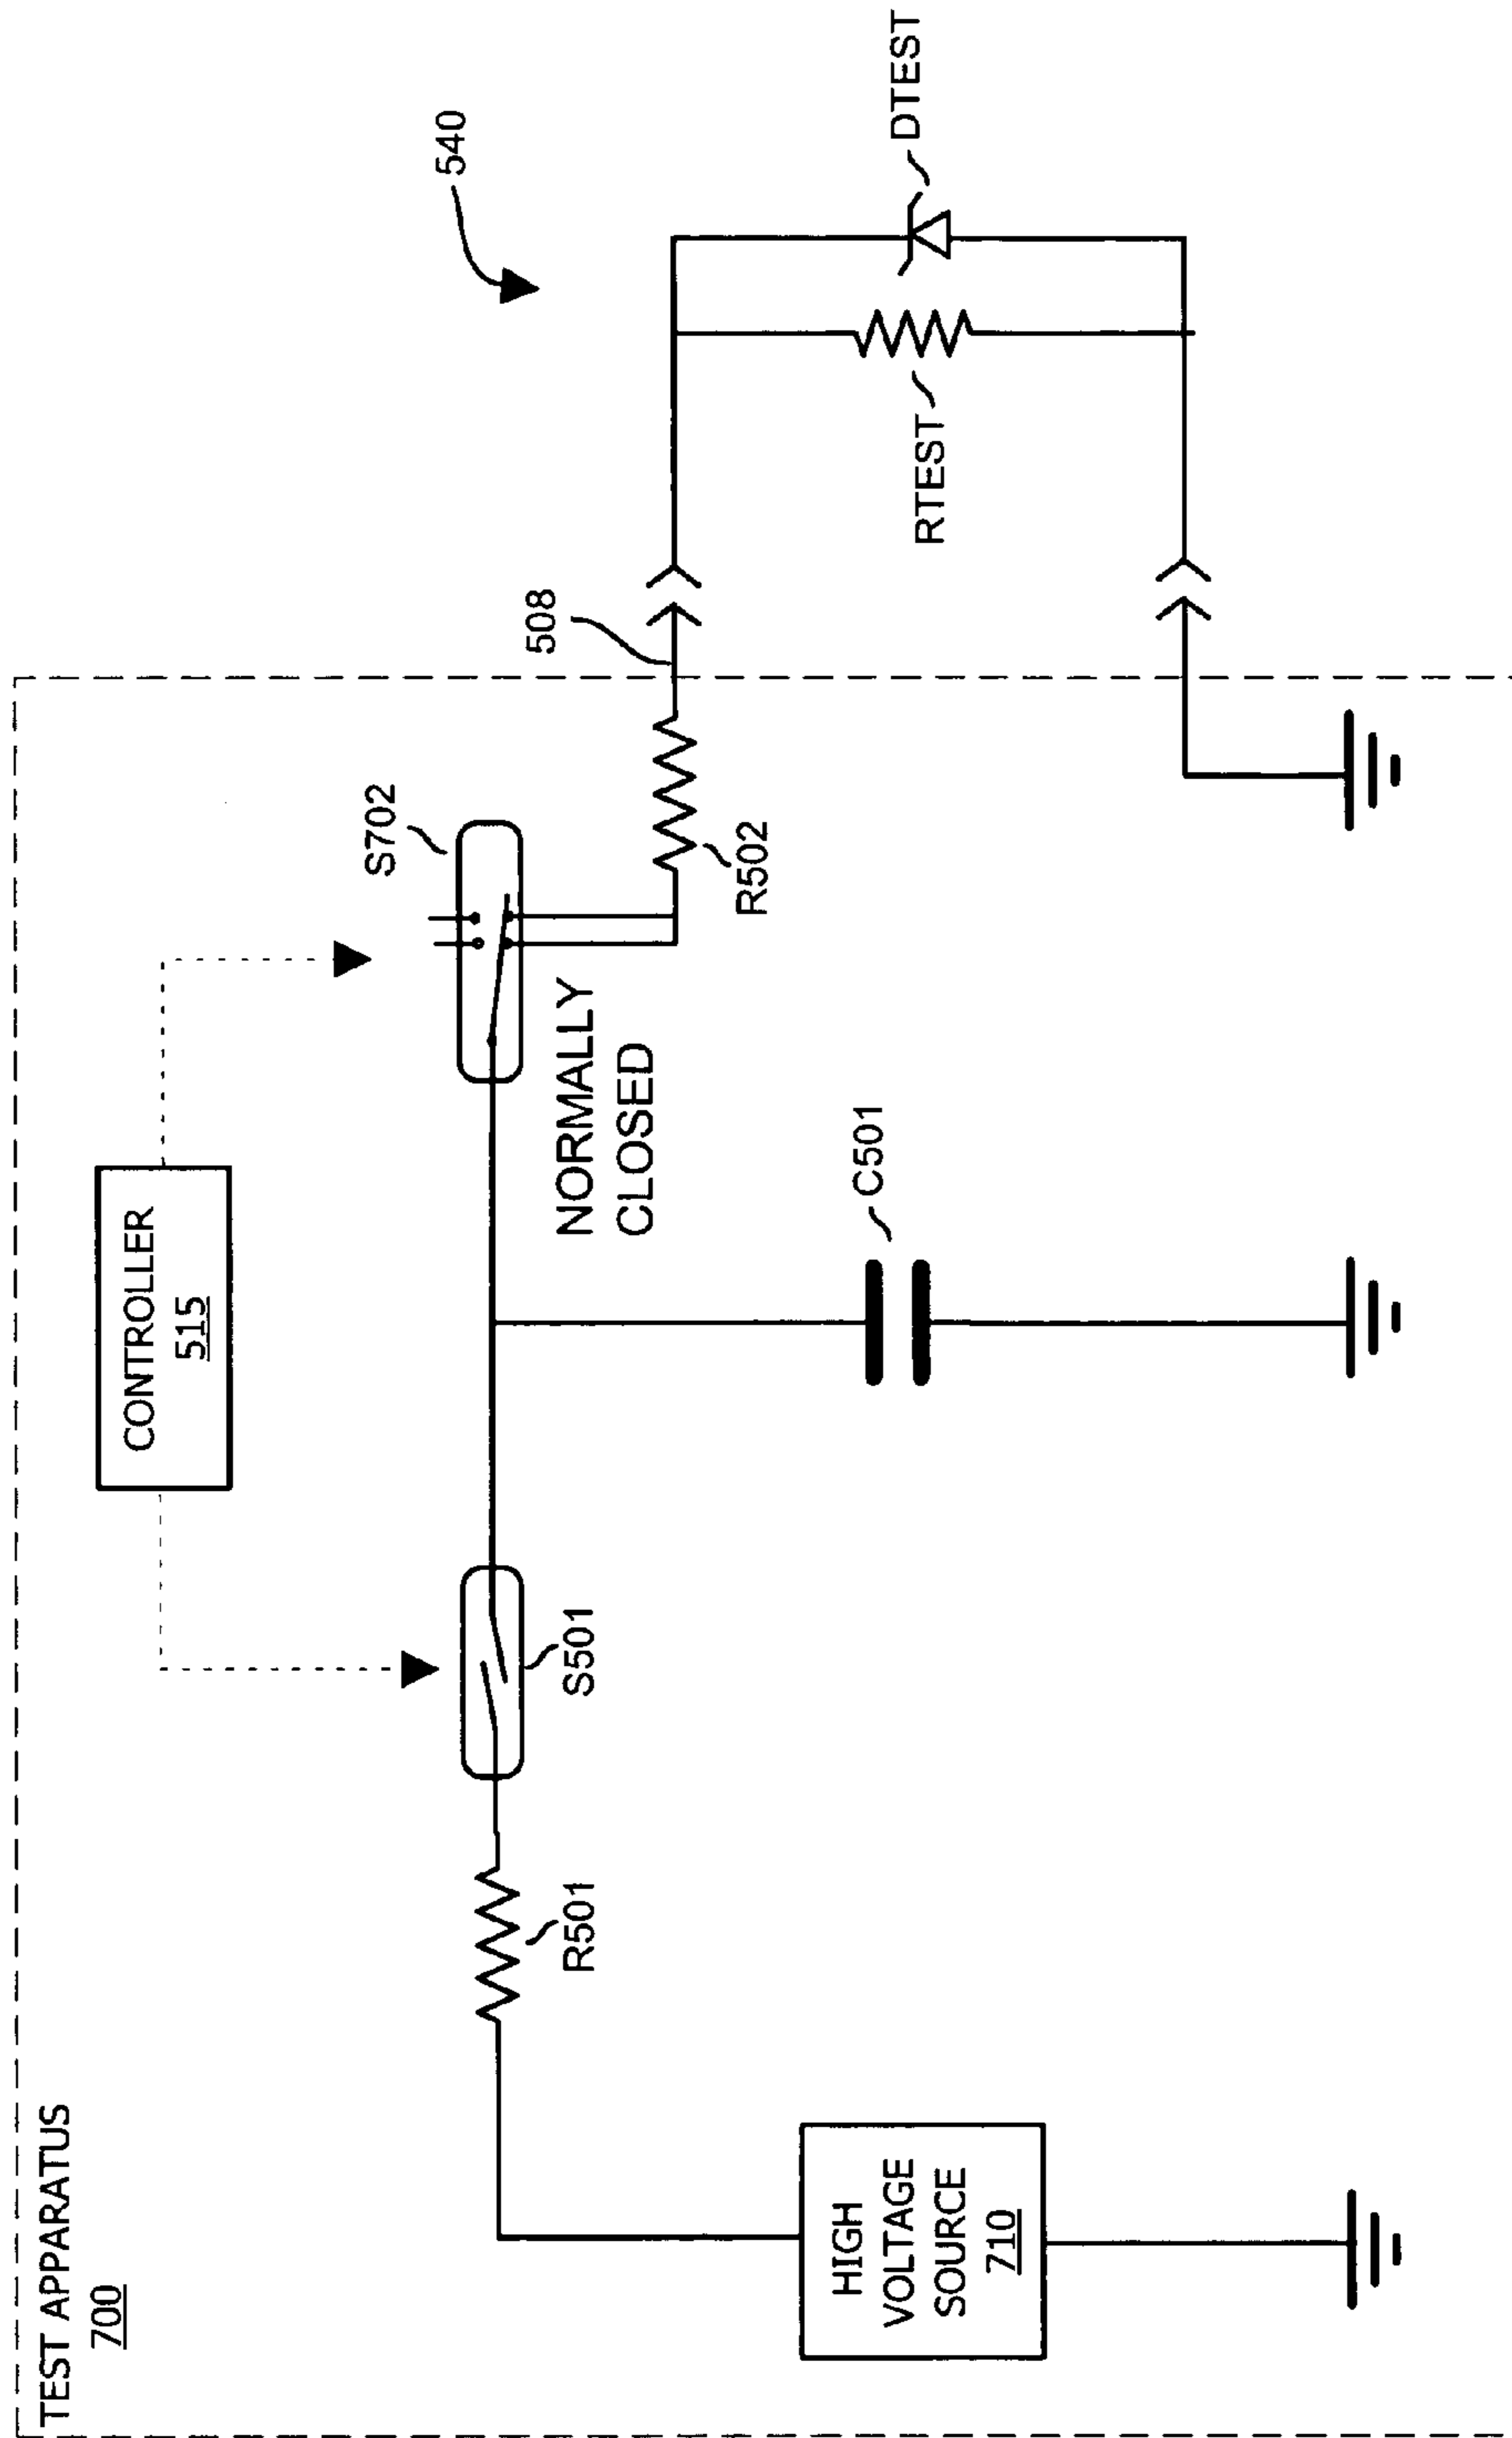 TEST APPARATUS
700
CONTROLLER
515
HIGH
VOLTAGE
SOURCE
710
R501
S501
C501
NORMALLY
CLOSED
S702
R502
508
540
RTEST
DTEST